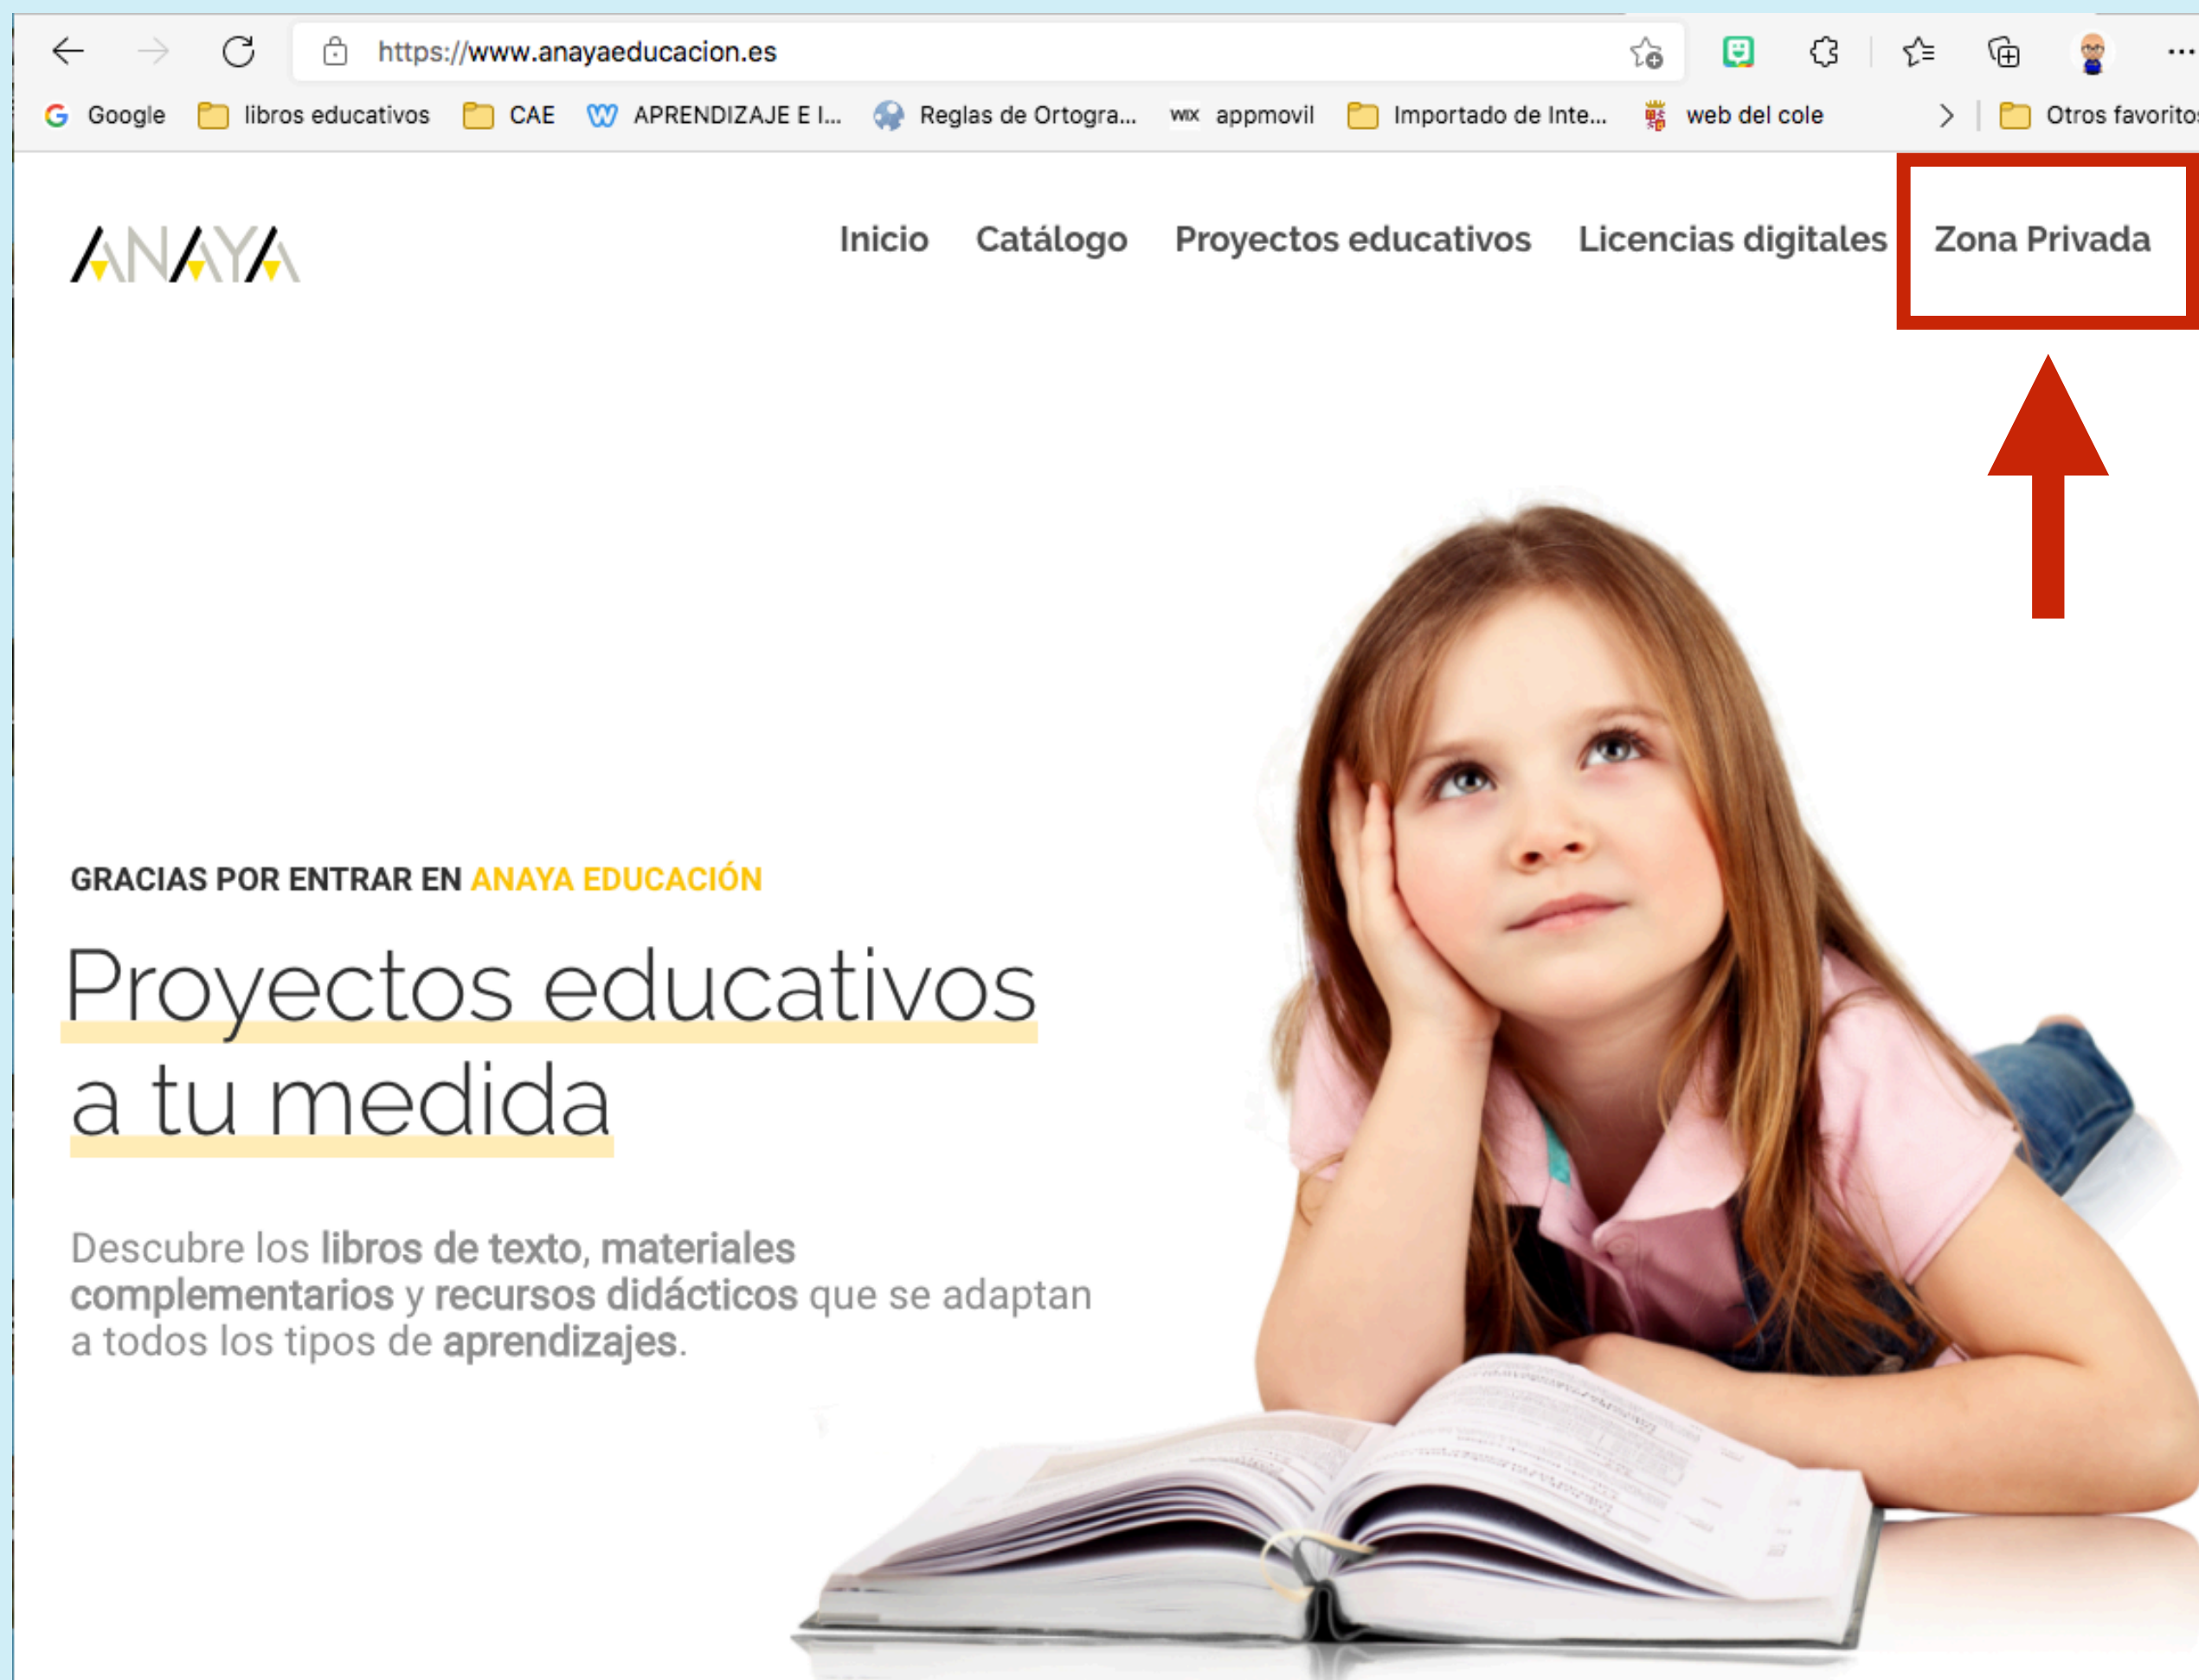 https://www.anayaeducacion.es
Google libros educativos CAE APRENDIZAJE E I... Reglas de Ortogra... WIX appmovil Importado de Inte... web del cole Otros favoritos
ANAYA Inicio Catálogo Proyectos educativos Licencias digitales Zona Privada
GRACIAS POR ENTRAR EN ANAYA EDUCACIÓN
Proyectos educativos
a tu medida
Descubre los libros de texto, materiales
complementarios y recursos didácticos que se adaptan
a todos los tipos de aprendizajes.